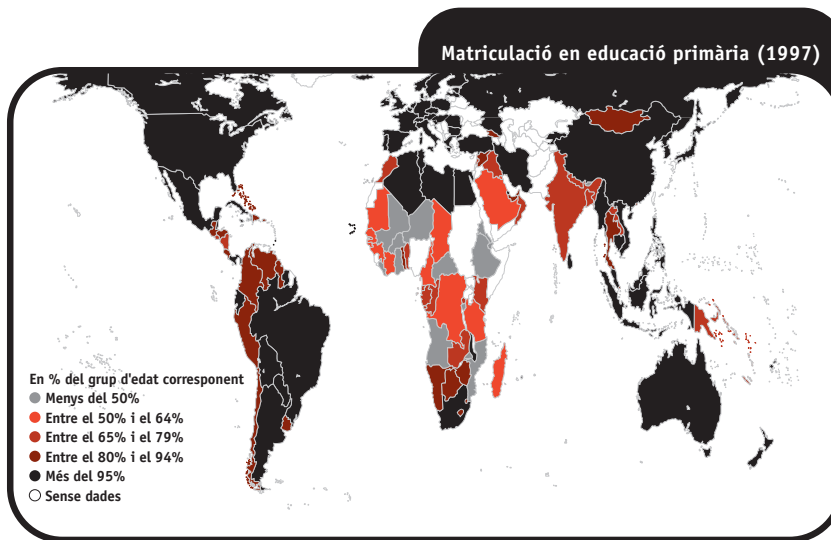 Matriculació en educació primària (1997)
En % del grup d'edat corresponent
Menys del 50%
Entre el 50% i el 64%
Entre el 65% i el 79%
Entre el 80% i el 94%
Més del 95%
Sense dades